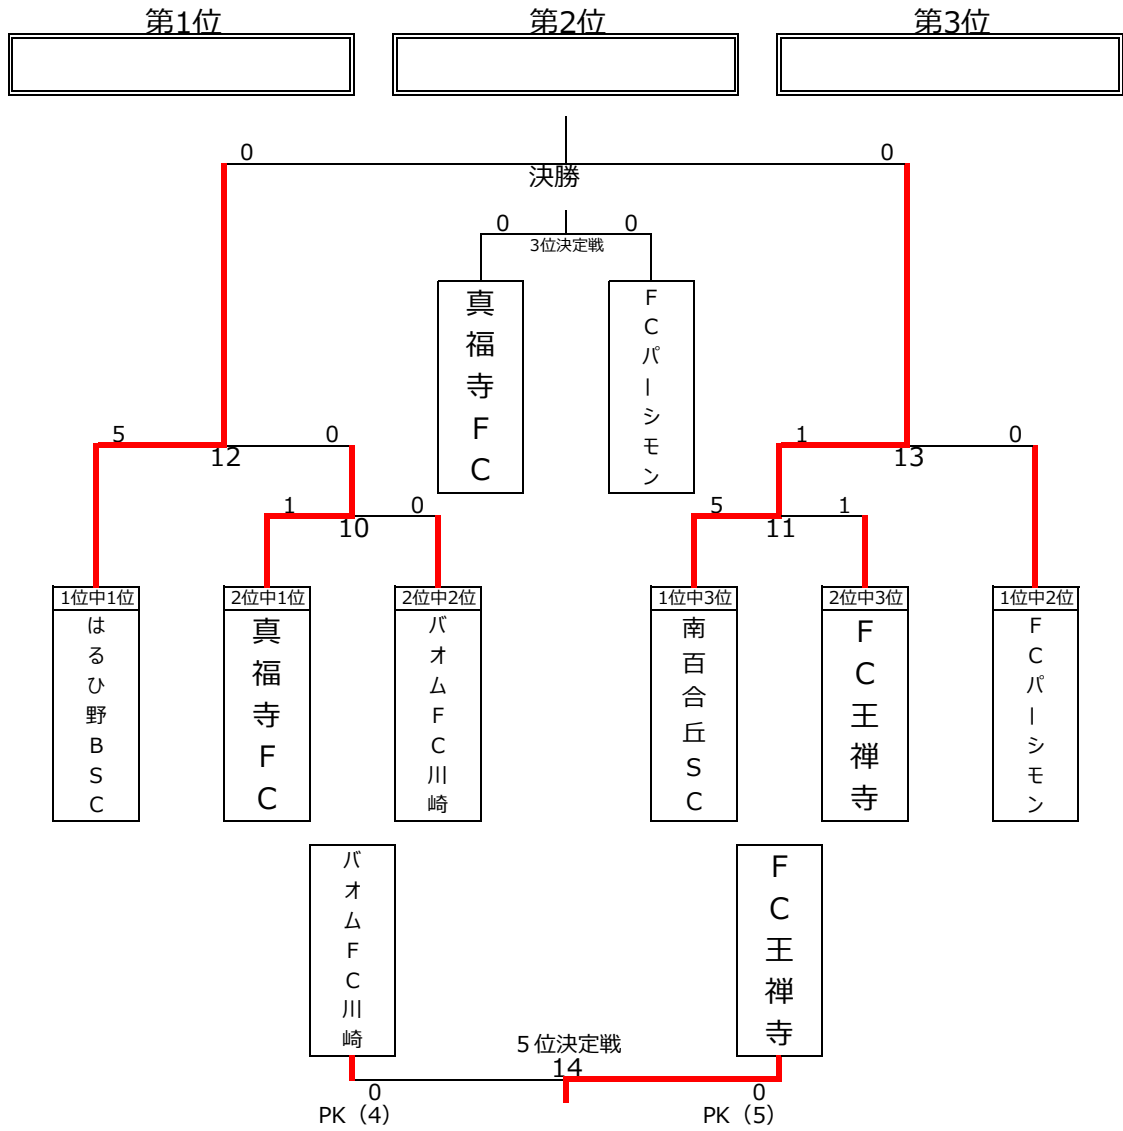 第1位
第2位
第3位
0
0
決勝
0
0
3位決定戦
真福寺FC
FCパーシモン
5
0
12
1
0
13
1
0
10
5
1
11
1位中1位
2位中1位
2位中2位
1位中3位
2位中3位
1位中2位
はるひ野BSC
真福寺FC
バオムFC川崎
南百合丘SC
FC王禅寺
FCパーシモン
バオムFC川崎
FC王禅寺
５位決定戦
14
0
0
PK（4）
PK（5）